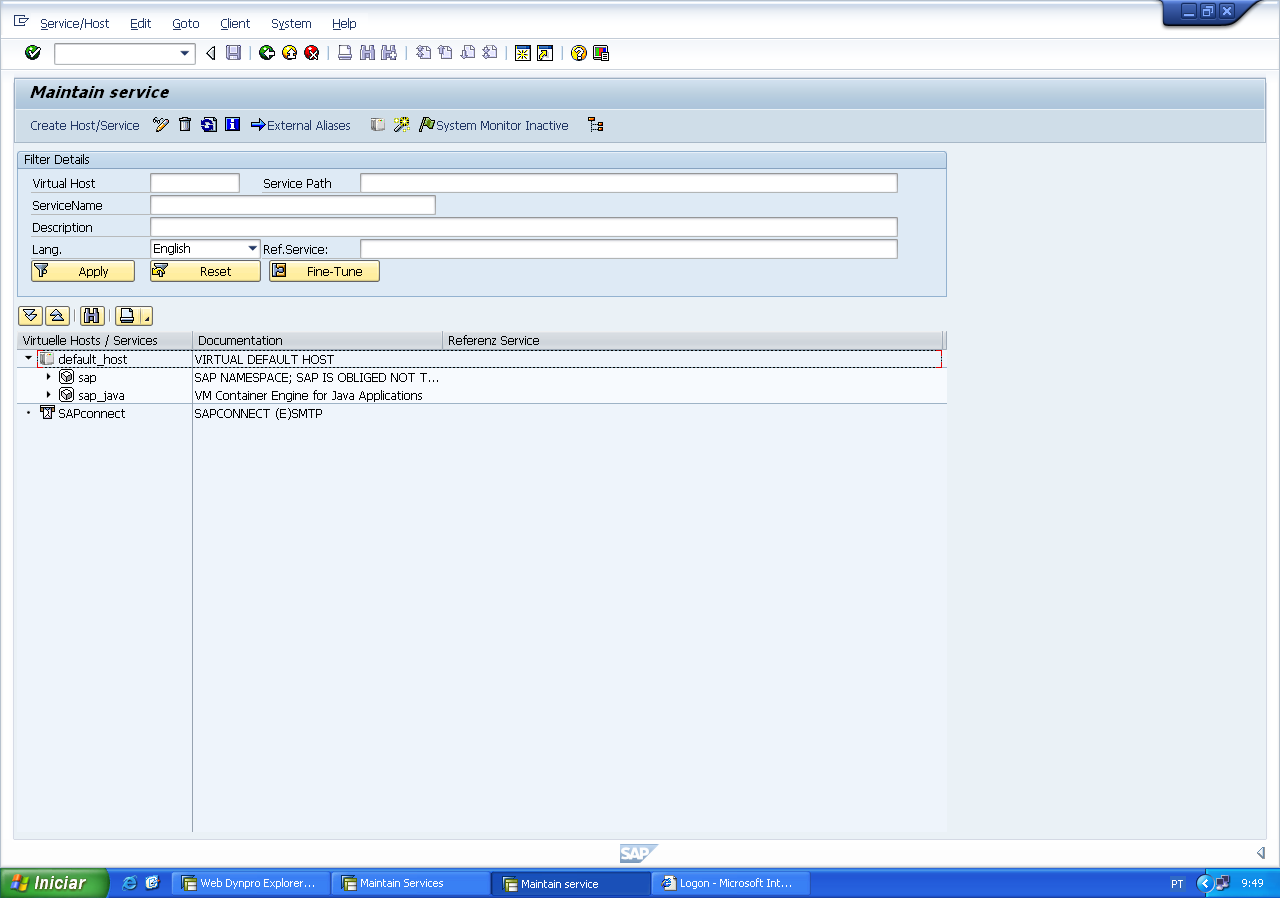 Service/Host Edit Goto Client System Help
Maintain service
Create Host/Service External Aliases System Monitor Inactive
Filter Details
Virtual Host Service Path
ServiceName
Description
Lang. English Ref.Service:
Apply Reset Fine-Tune
Virtuelle Hosts / Services Documentation Referenz Service
default_host VIRTUAL DEFAULT HOST
sap SAP NAMESPACE; SAP IS OBLIGED NOT T...
sap_java VM Container Engine for Java Applications
SAPconnect SAPCONNECT (E)SMTP
SAP
Iniciar Web Dynpro Explorer... Maintain Services Maintain service Logon - Microsoft Int... PT 9:49